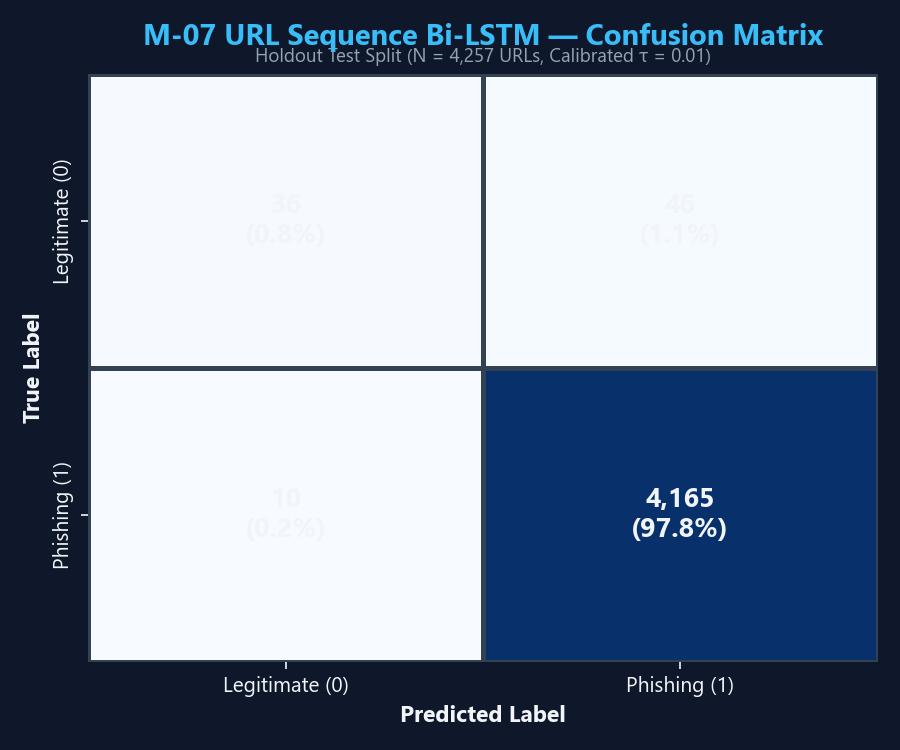 M-07 URL Sequence Bi-LSTM — Confusion Matrix
Holdout Test Split (N = 4,257 URLs, Calibrated τ = 0.01)
True Label
Legitimate (0)
36
(0.8%)
46
(1.1%)
Phishing (1)
10
(0.2%)
4,165
(97.8%)
Legitimate (0)
Phishing (1)
Predicted Label